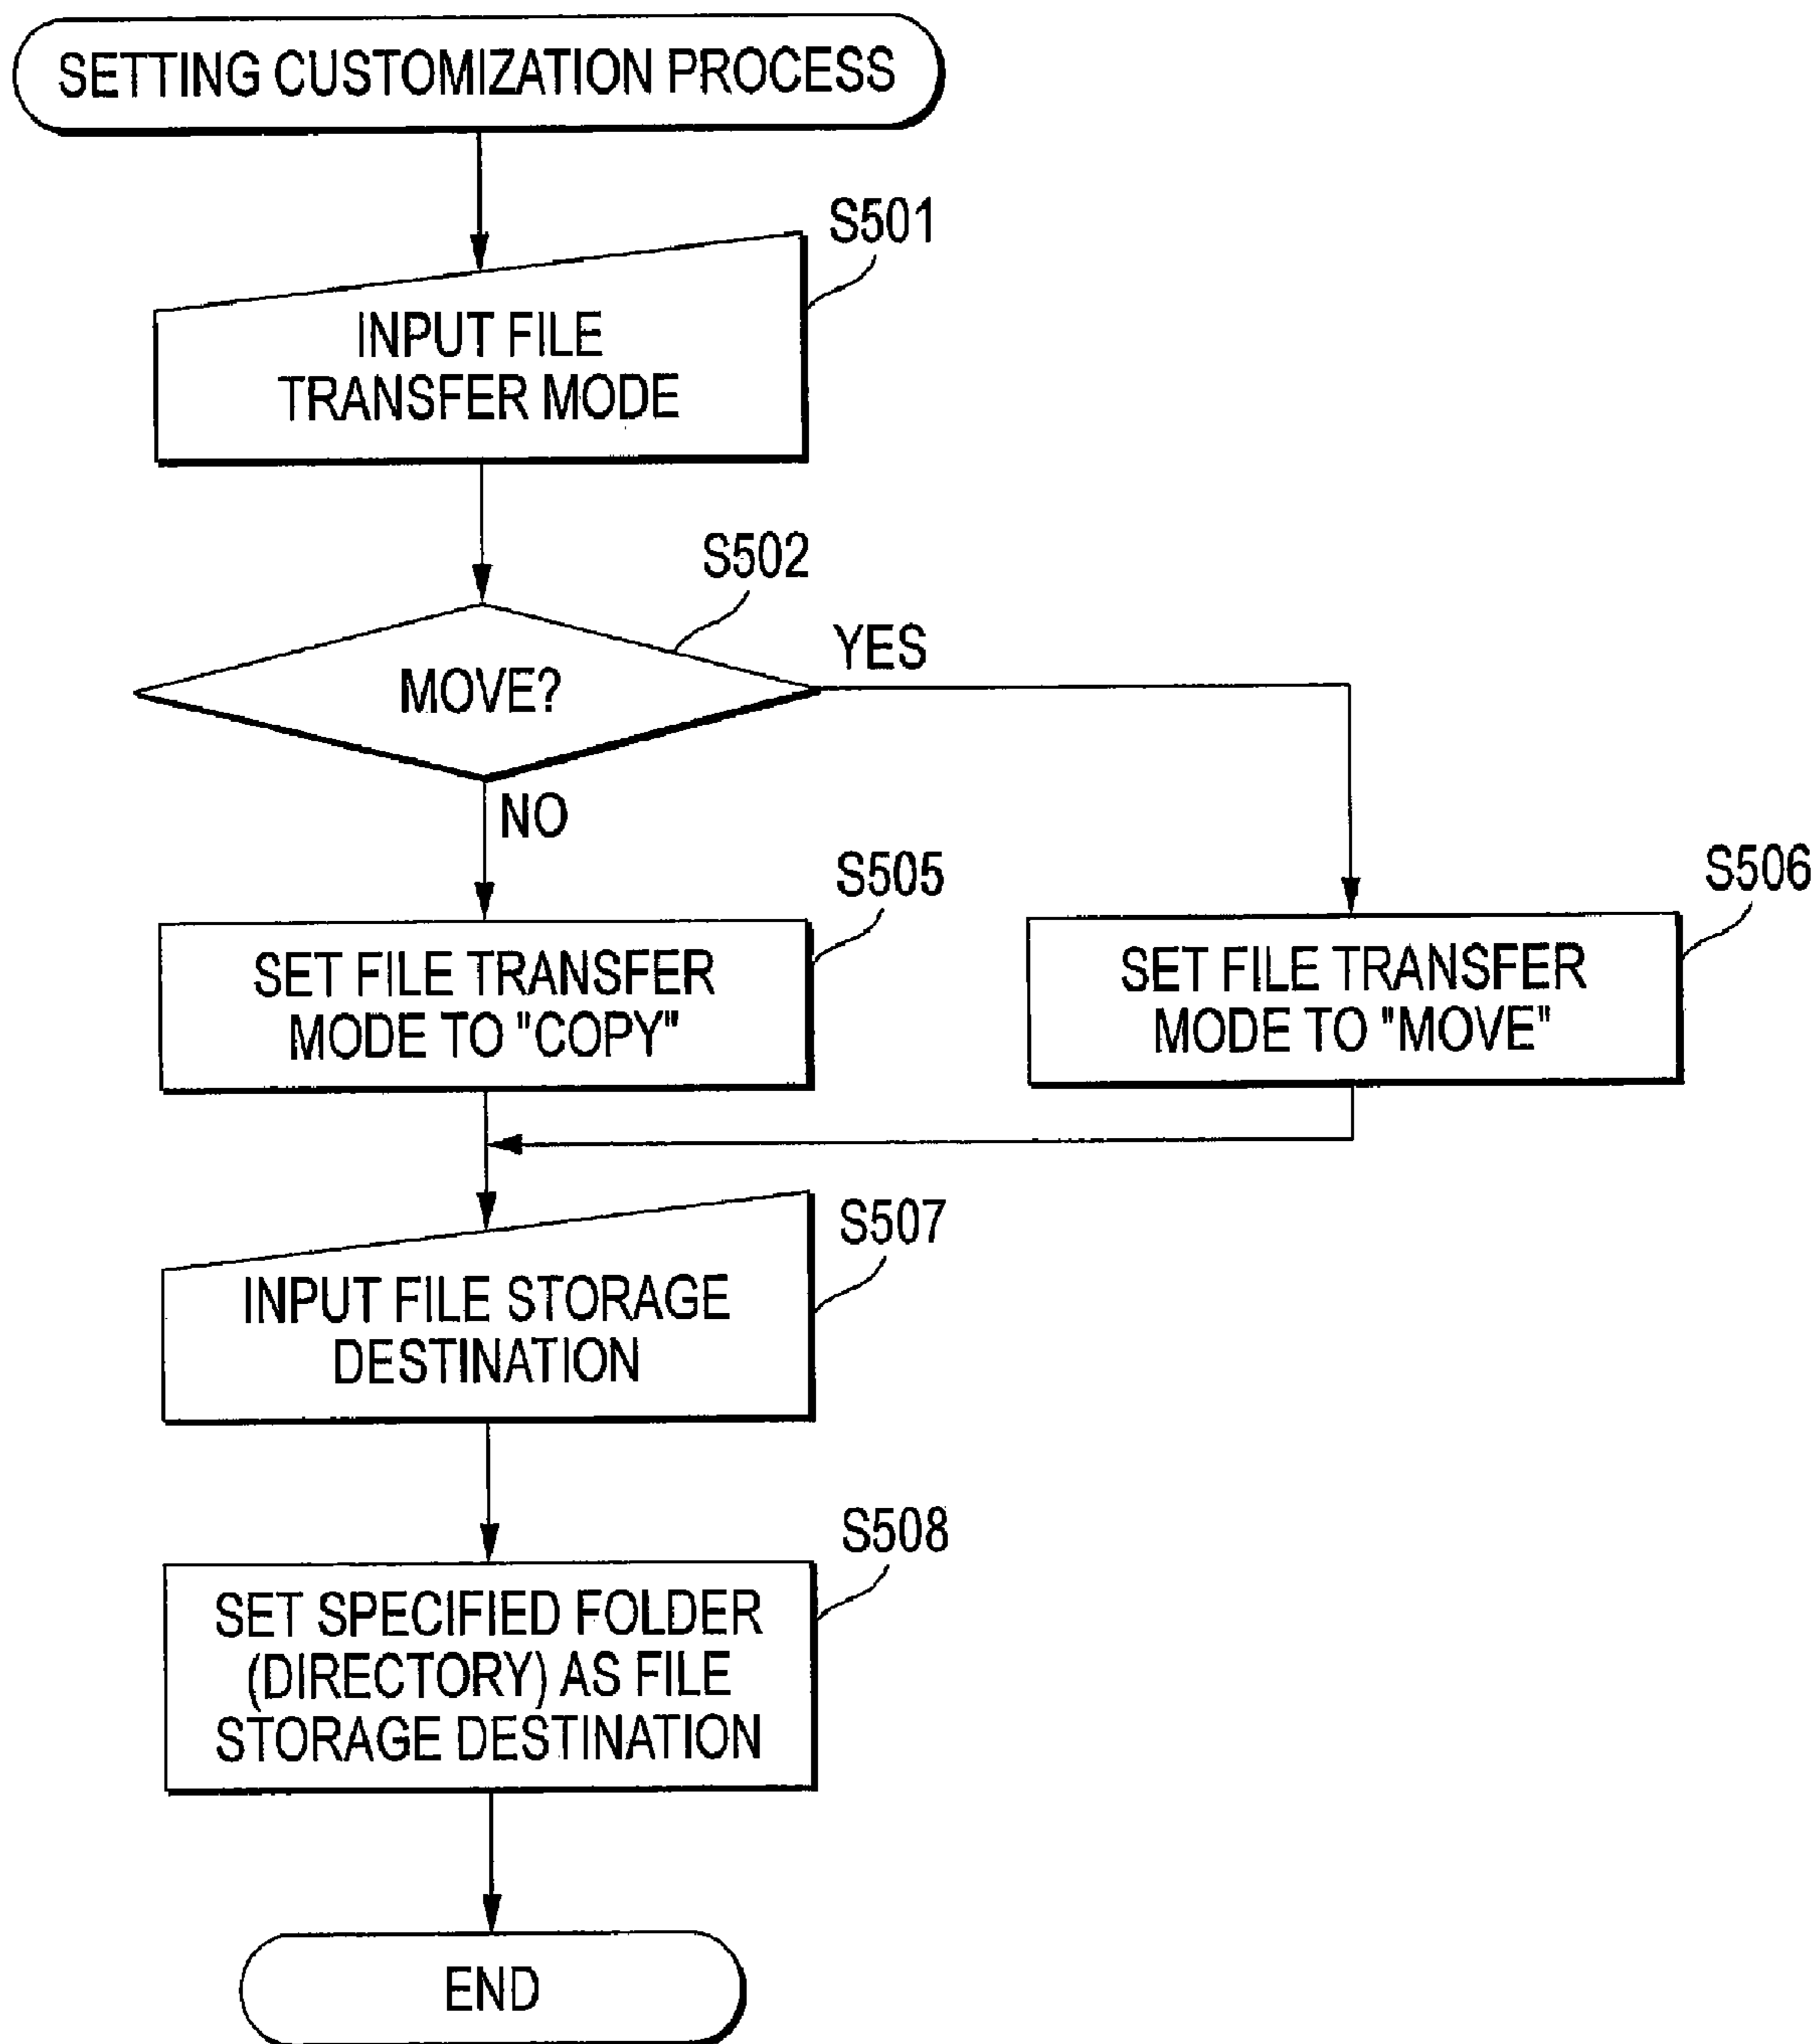 SETTING CUSTOMIZATION PROCESS
S501
INPUT FILE
TRANSFER MODE
S502
MOVE?
YES
NO
S505
SET FILE TRANSFER
MODE TO "COPY"
S506
SET FILE TRANSFER
MODE TO "MOVE"
S507
INPUT FILE STORAGE
DESTINATION
S508
SET SPECIFIED FOLDER
(DIRECTORY) AS FILE
STORAGE DESTINATION
END